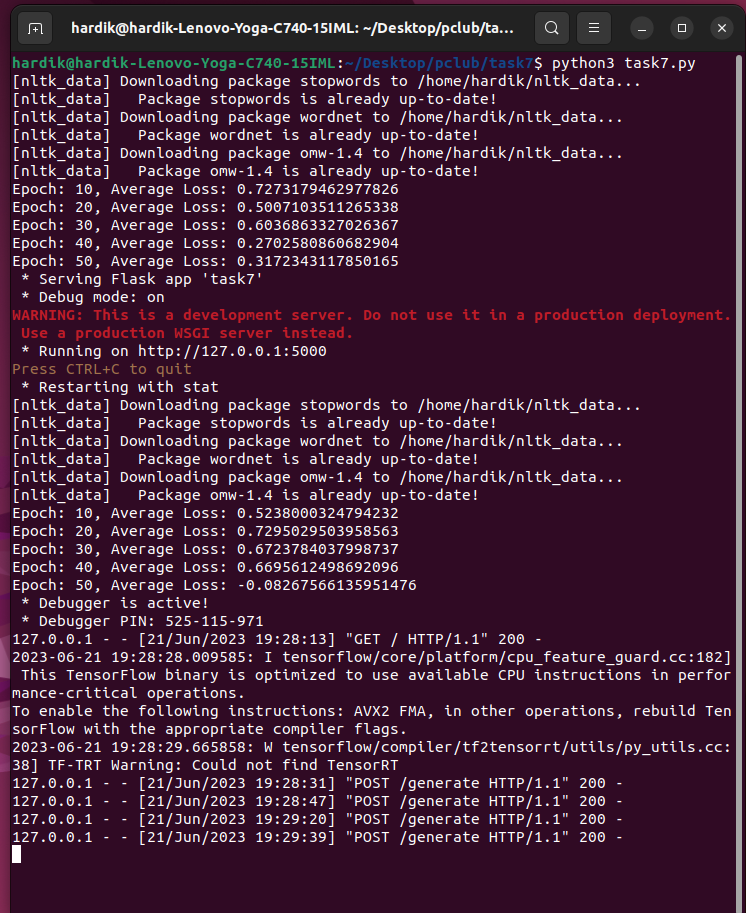 hardik@hardik-Lenovo-Yoga-C740-15IML: ~/Desktop/pclub/ta...
hardik@hardik-Lenovo-Yoga-C740-15IML:~/Desktop/pclub/task7$ python3 task7.py
[nltk_data] Downloading package stopwords to /home/hardik/nltk_data...
[nltk_data]   Package stopwords is already up-to-date!
[nltk_data] Downloading package wordnet to /home/hardik/nltk_data...
[nltk_data]   Package wordnet is already up-to-date!
[nltk_data] Downloading package omw-1.4 to /home/hardik/nltk_data...
[nltk_data]   Package omw-1.4 is already up-to-date!
Epoch: 10, Average Loss: 0.7273179462977826
Epoch: 20, Average Loss: 0.5007103511265338
Epoch: 30, Average Loss: 0.6036863327026367
Epoch: 40, Average Loss: 0.2702580860682904
Epoch: 50, Average Loss: 0.3172343117850165
 * Serving Flask app 'task7'
 * Debug mode: on
WARNING: This is a development server. Do not use it in a production deployment.
 Use a production WSGI server instead.
 * Running on http://127.0.0.1:5000
Press CTRL+C to quit
 * Restarting with stat
[nltk_data] Downloading package stopwords to /home/hardik/nltk_data...
[nltk_data]   Package stopwords is already up-to-date!
[nltk_data] Downloading package wordnet to /home/hardik/nltk_data...
[nltk_data]   Package wordnet is already up-to-date!
[nltk_data] Downloading package omw-1.4 to /home/hardik/nltk_data...
[nltk_data]   Package omw-1.4 is already up-to-date!
Epoch: 10, Average Loss: 0.5238000324794232
Epoch: 20, Average Loss: 0.7295029503958563
Epoch: 30, Average Loss: 0.6723784037998737
Epoch: 40, Average Loss: 0.6695612498692096
Epoch: 50, Average Loss: -0.08267566135951476
 * Debugger is active!
 * Debugger PIN: 525-115-971
127.0.0.1 - - [21/Jun/2023 19:28:13] "GET / HTTP/1.1" 200 -
2023-06-21 19:28:28.009585: I tensorflow/core/platform/cpu_feature_guard.cc:182]
 This TensorFlow binary is optimized to use available CPU instructions in perfor
mance-critical operations.
To enable the following instructions: AVX2 FMA, in other operations, rebuild Ten
sorFlow with the appropriate compiler flags.
2023-06-21 19:28:29.665858: W tensorflow/compiler/tf2tensorrt/utils/py_utils.cc:
38] TF-TRT Warning: Could not find TensorRT
127.0.0.1 - - [21/Jun/2023 19:28:31] "POST /generate HTTP/1.1" 200 -
127.0.0.1 - - [21/Jun/2023 19:28:47] "POST /generate HTTP/1.1" 200 -
127.0.0.1 - - [21/Jun/2023 19:29:20] "POST /generate HTTP/1.1" 200 -
127.0.0.1 - - [21/Jun/2023 19:29:39] "POST /generate HTTP/1.1" 200 -